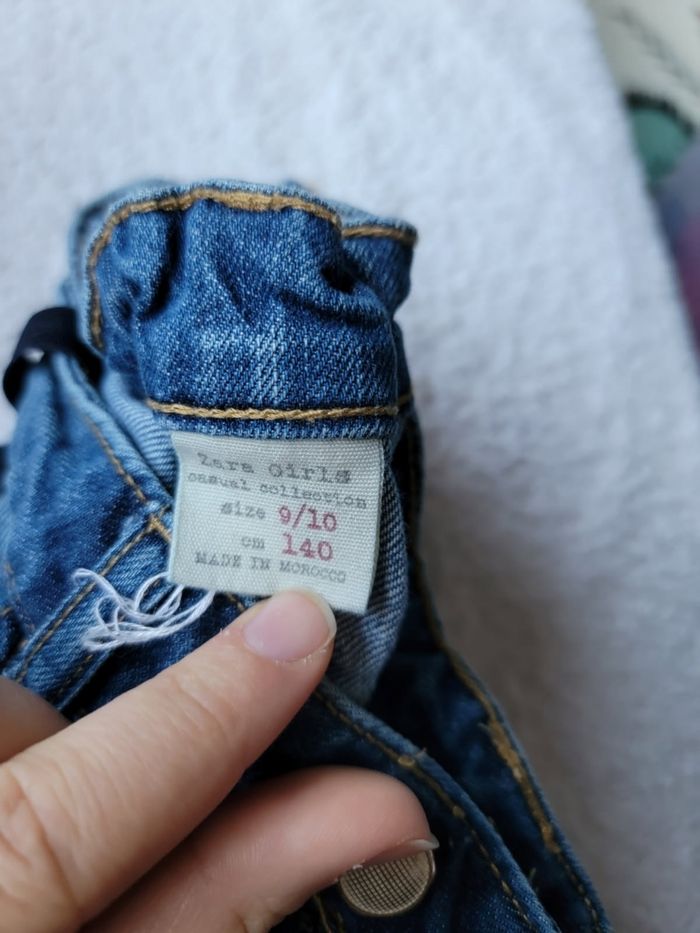 Zara Girls
casual collection
size 9/10
cm 140
MADE IN MOROCCO